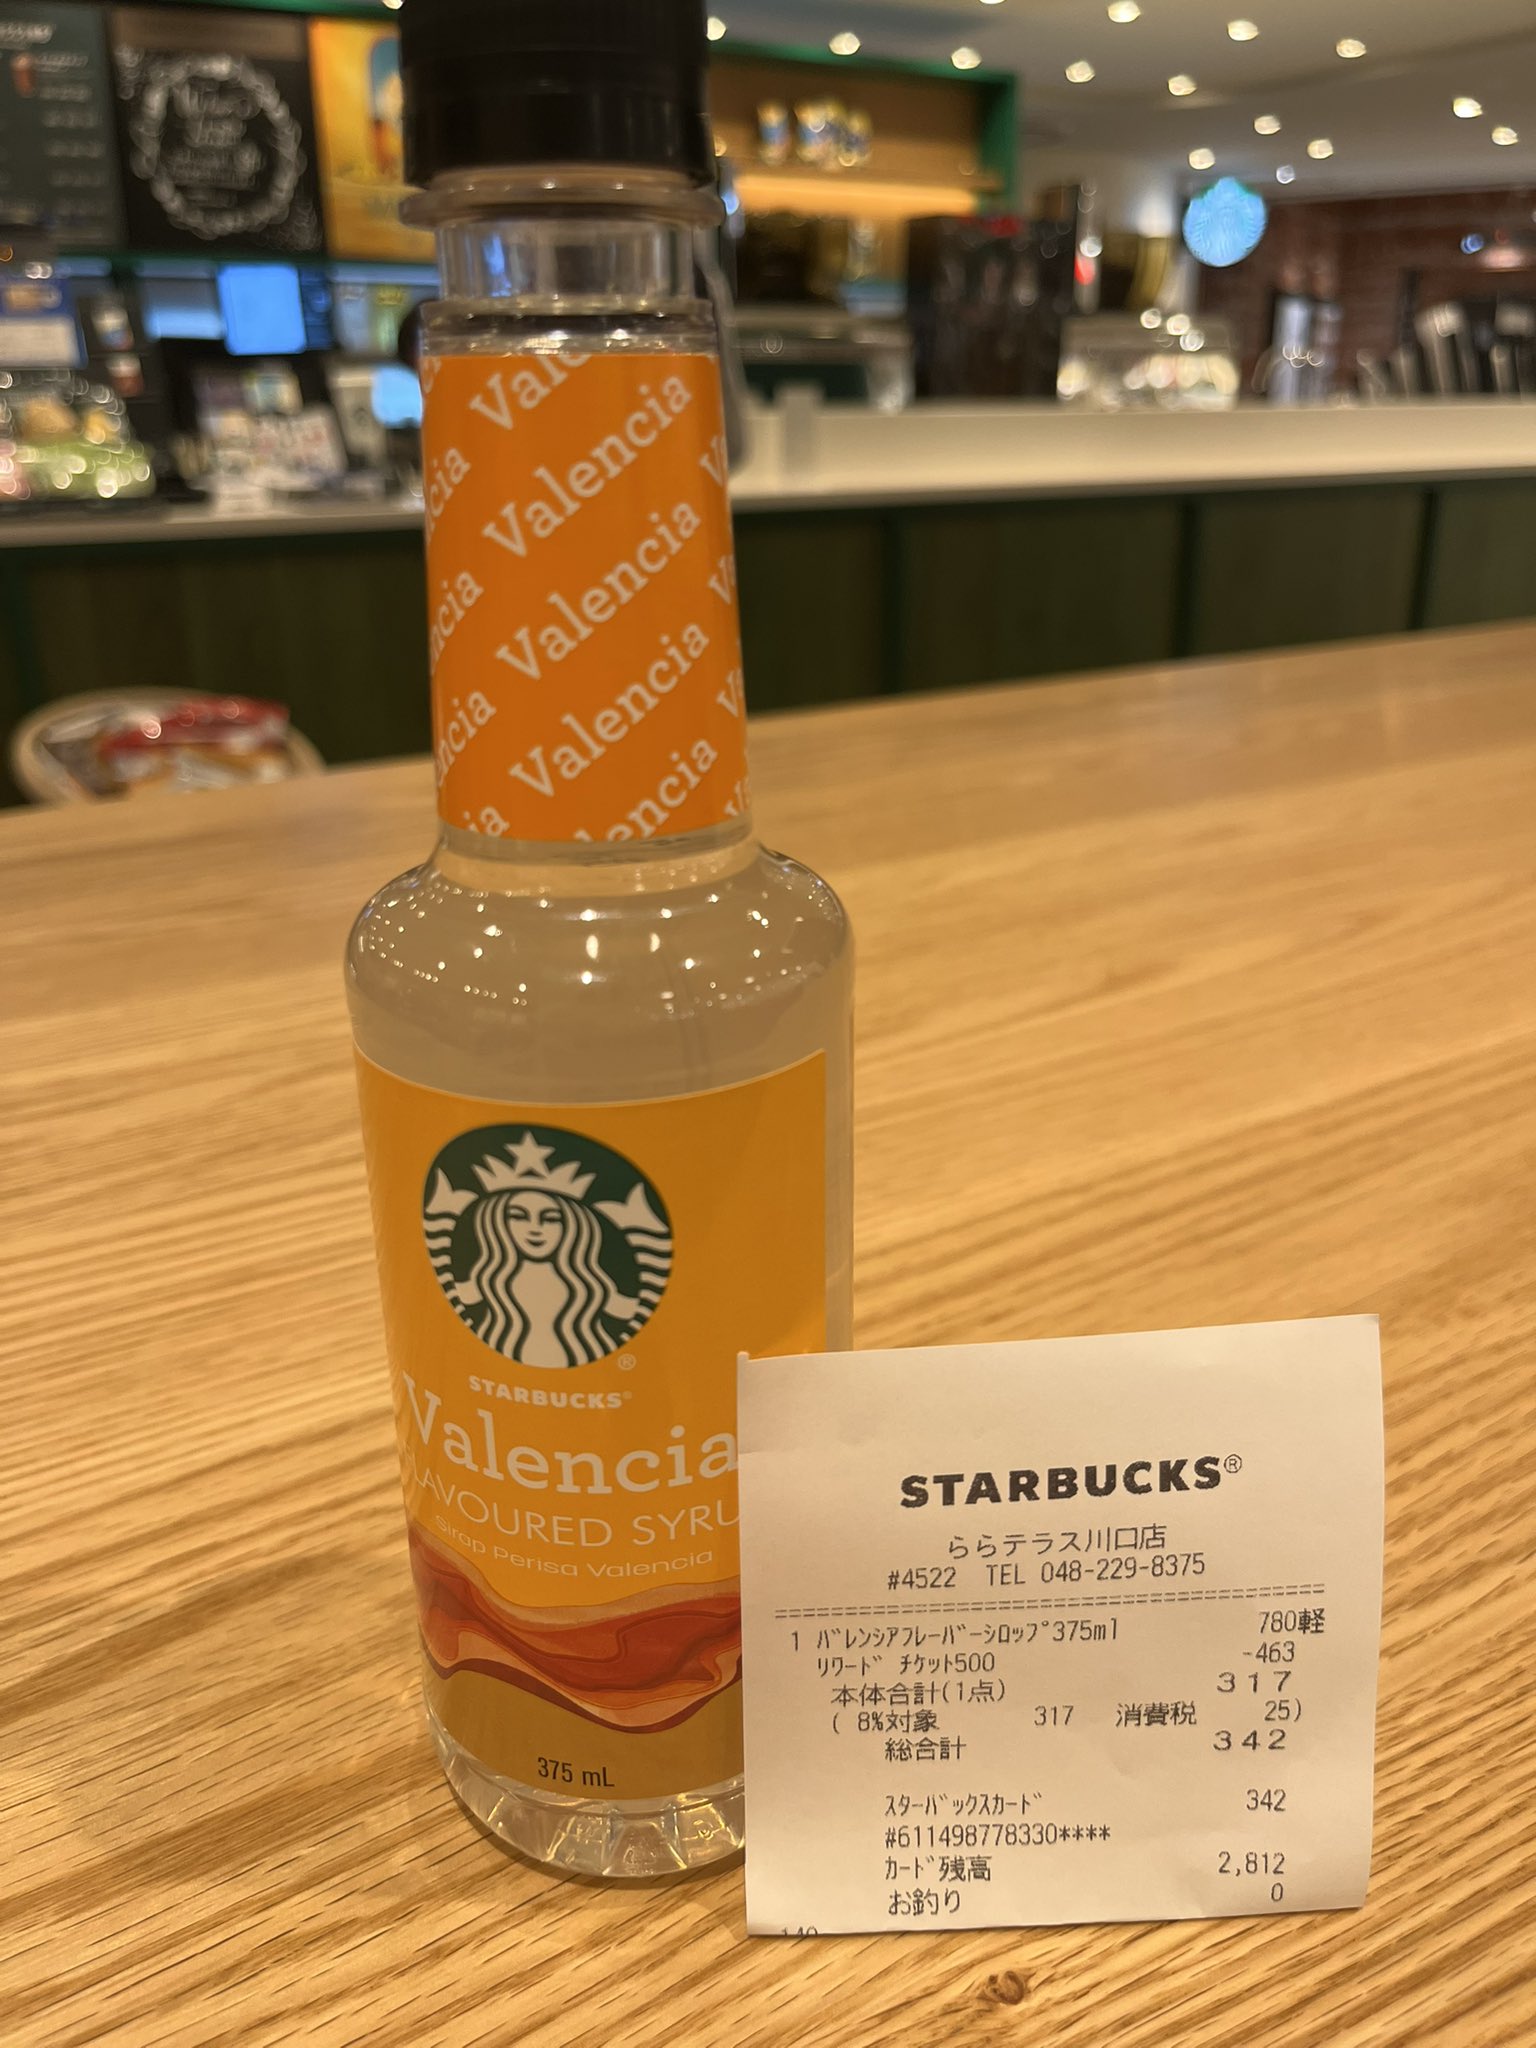 Valencia
Valencia
Valencia
Valencia
STARBUCKS®
Valencia
FLAVOURED SYRU
Sirap Perisa Valencia
375 mL
STARBUCKS®
ららテラス川口店
#4522 TEL 048-229-8375
1 ﾊﾞﾚﾝｼｱﾌﾚｰﾊﾞｰｼﾛｯﾌﾟ375ml 780軽
ﾘﾜｰﾄﾞ ﾁｹｯﾄ500 -463
本体合計(1点) 317
( 8%対象 317 消費税 25)
総合計 342
ｽﾀｰﾊﾞｯｸｽｶｰﾄﾞ 342
#611498778330****
ｶｰﾄﾞ残高 2,812
お釣り 0